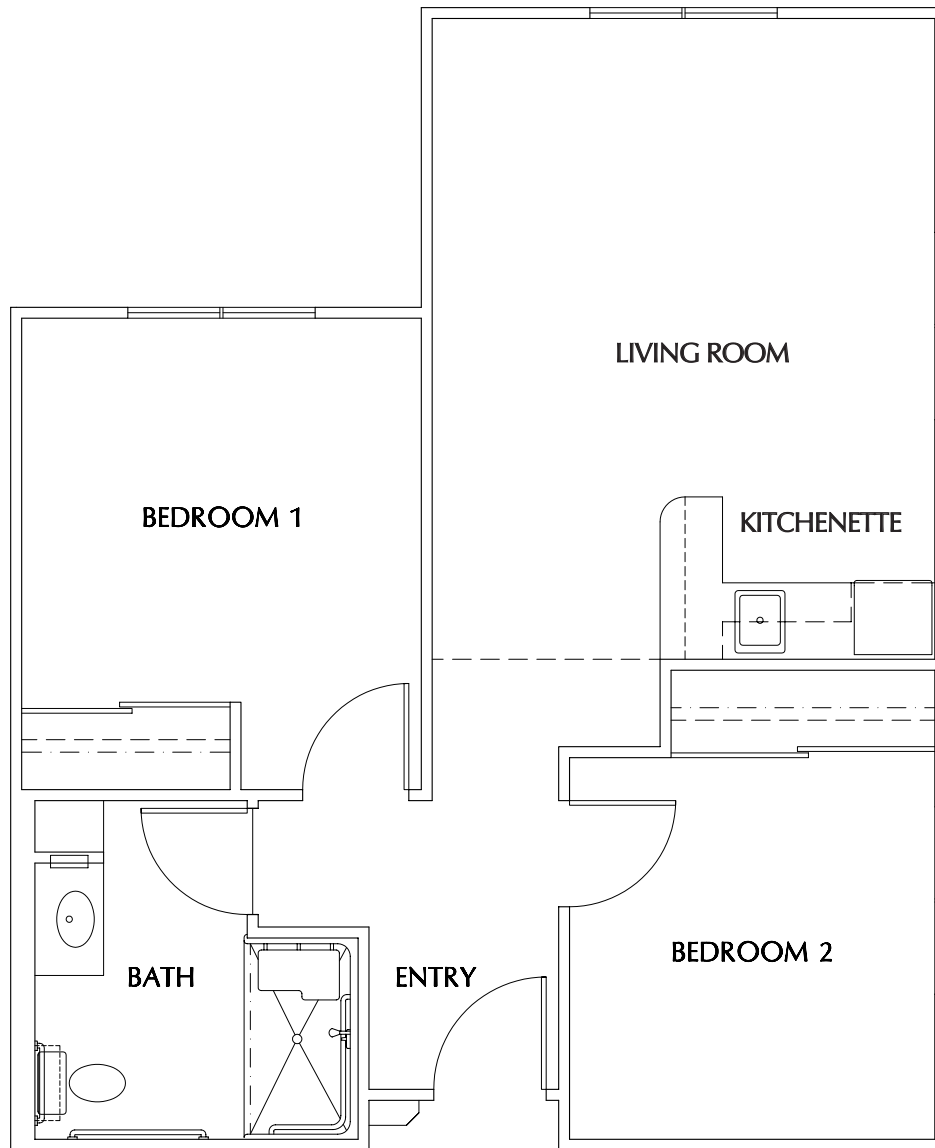 LIVING ROOM
BEDROOM 1
KITCHENETTE
BEDROOM 2
BATH
ENTRY